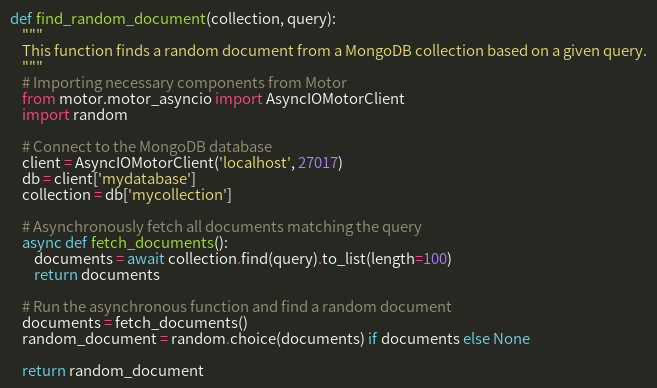 def find_random_document(collection, query):
    """
    This function finds a random document from a MongoDB collection based on a given query.
    """
    # Importing necessary components from Motor
    from motor.motor_asyncio import AsyncIOMotorClient
    import random

    # Connect to the MongoDB database
    client = AsyncIOMotorClient('localhost', 27017)
    db = client['mydatabase']
    collection = db['mycollection']

    # Asynchronously fetch all documents matching the query
    async def fetch_documents():
        documents = await collection.find(query).to_list(length=100)
        return documents

    # Run the asynchronous function and find a random document
    documents = fetch_documents()
    random_document = random.choice(documents) if documents else None

    return random_document